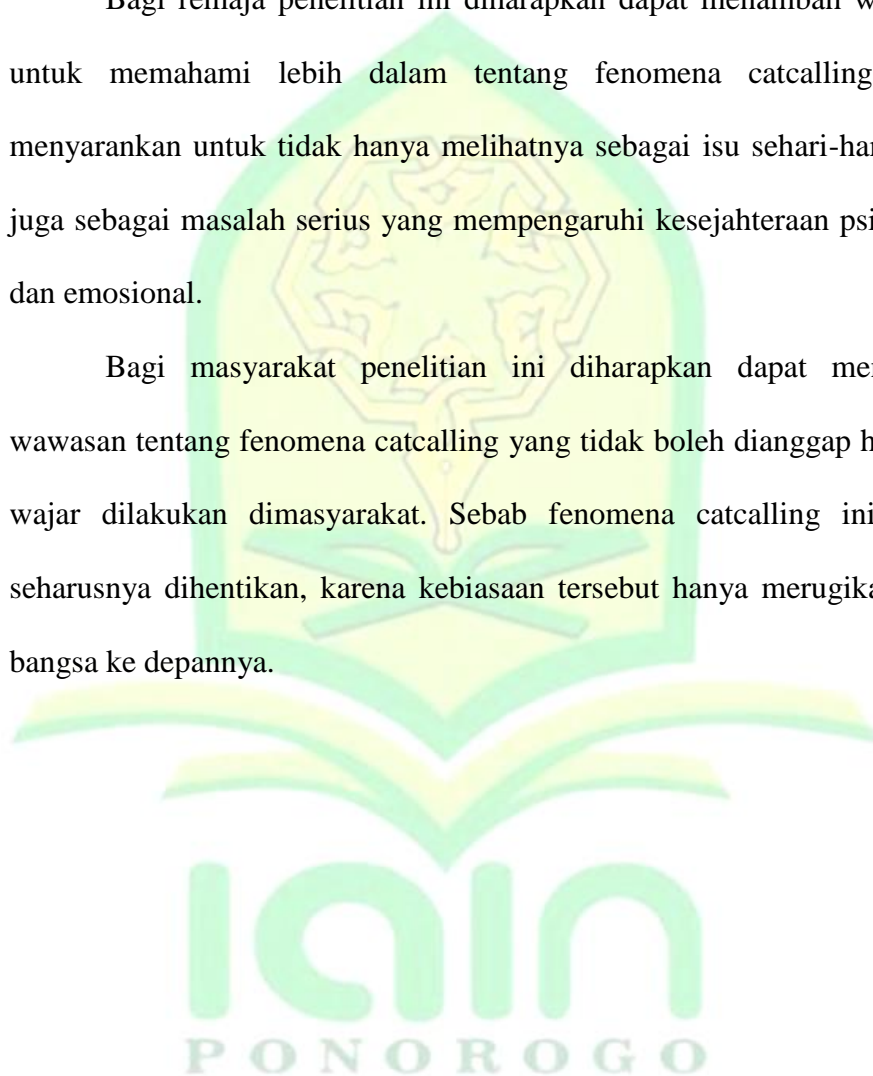 Bagi remaja penelitian ini diharapkan dapat menambah w
untuk memahami lebih dalam tentang fenomena catcalling
menyarankan untuk tidak hanya melihatnya sebagai isu sehari-har
juga sebagai masalah serius yang mempengaruhi kesejahteraan psi
dan emosional.
Bagi masyarakat penelitian ini diharapkan dapat mer
wawasan tentang fenomena catcalling yang tidak boleh dianggap h
wajar dilakukan dimasyarakat. Sebab fenomena catcalling ini
seharusnya dihentikan, karena kebiasaan tersebut hanya merugika
bangsa ke depannya.
iain
PONOROGO